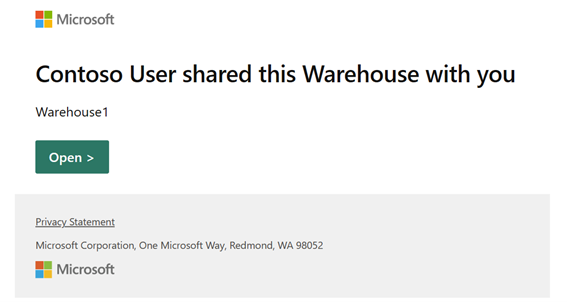 Microsoft
Contoso User shared this Warehouse with you
Warehouse1
Open >
Privacy Statement
Microsoft Corporation, One Microsoft Way, Redmond, WA 98052
Microsoft